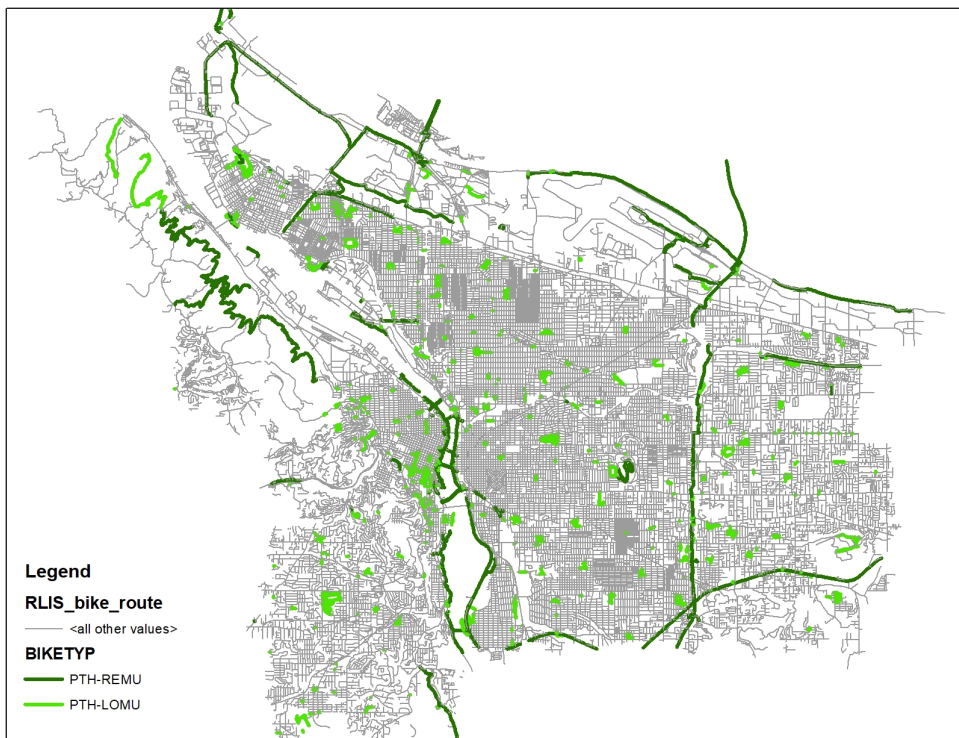 Legend
RLIS_bike_route
<all other values>
BIKETYP
PTH-REMU
PTH-LOMU